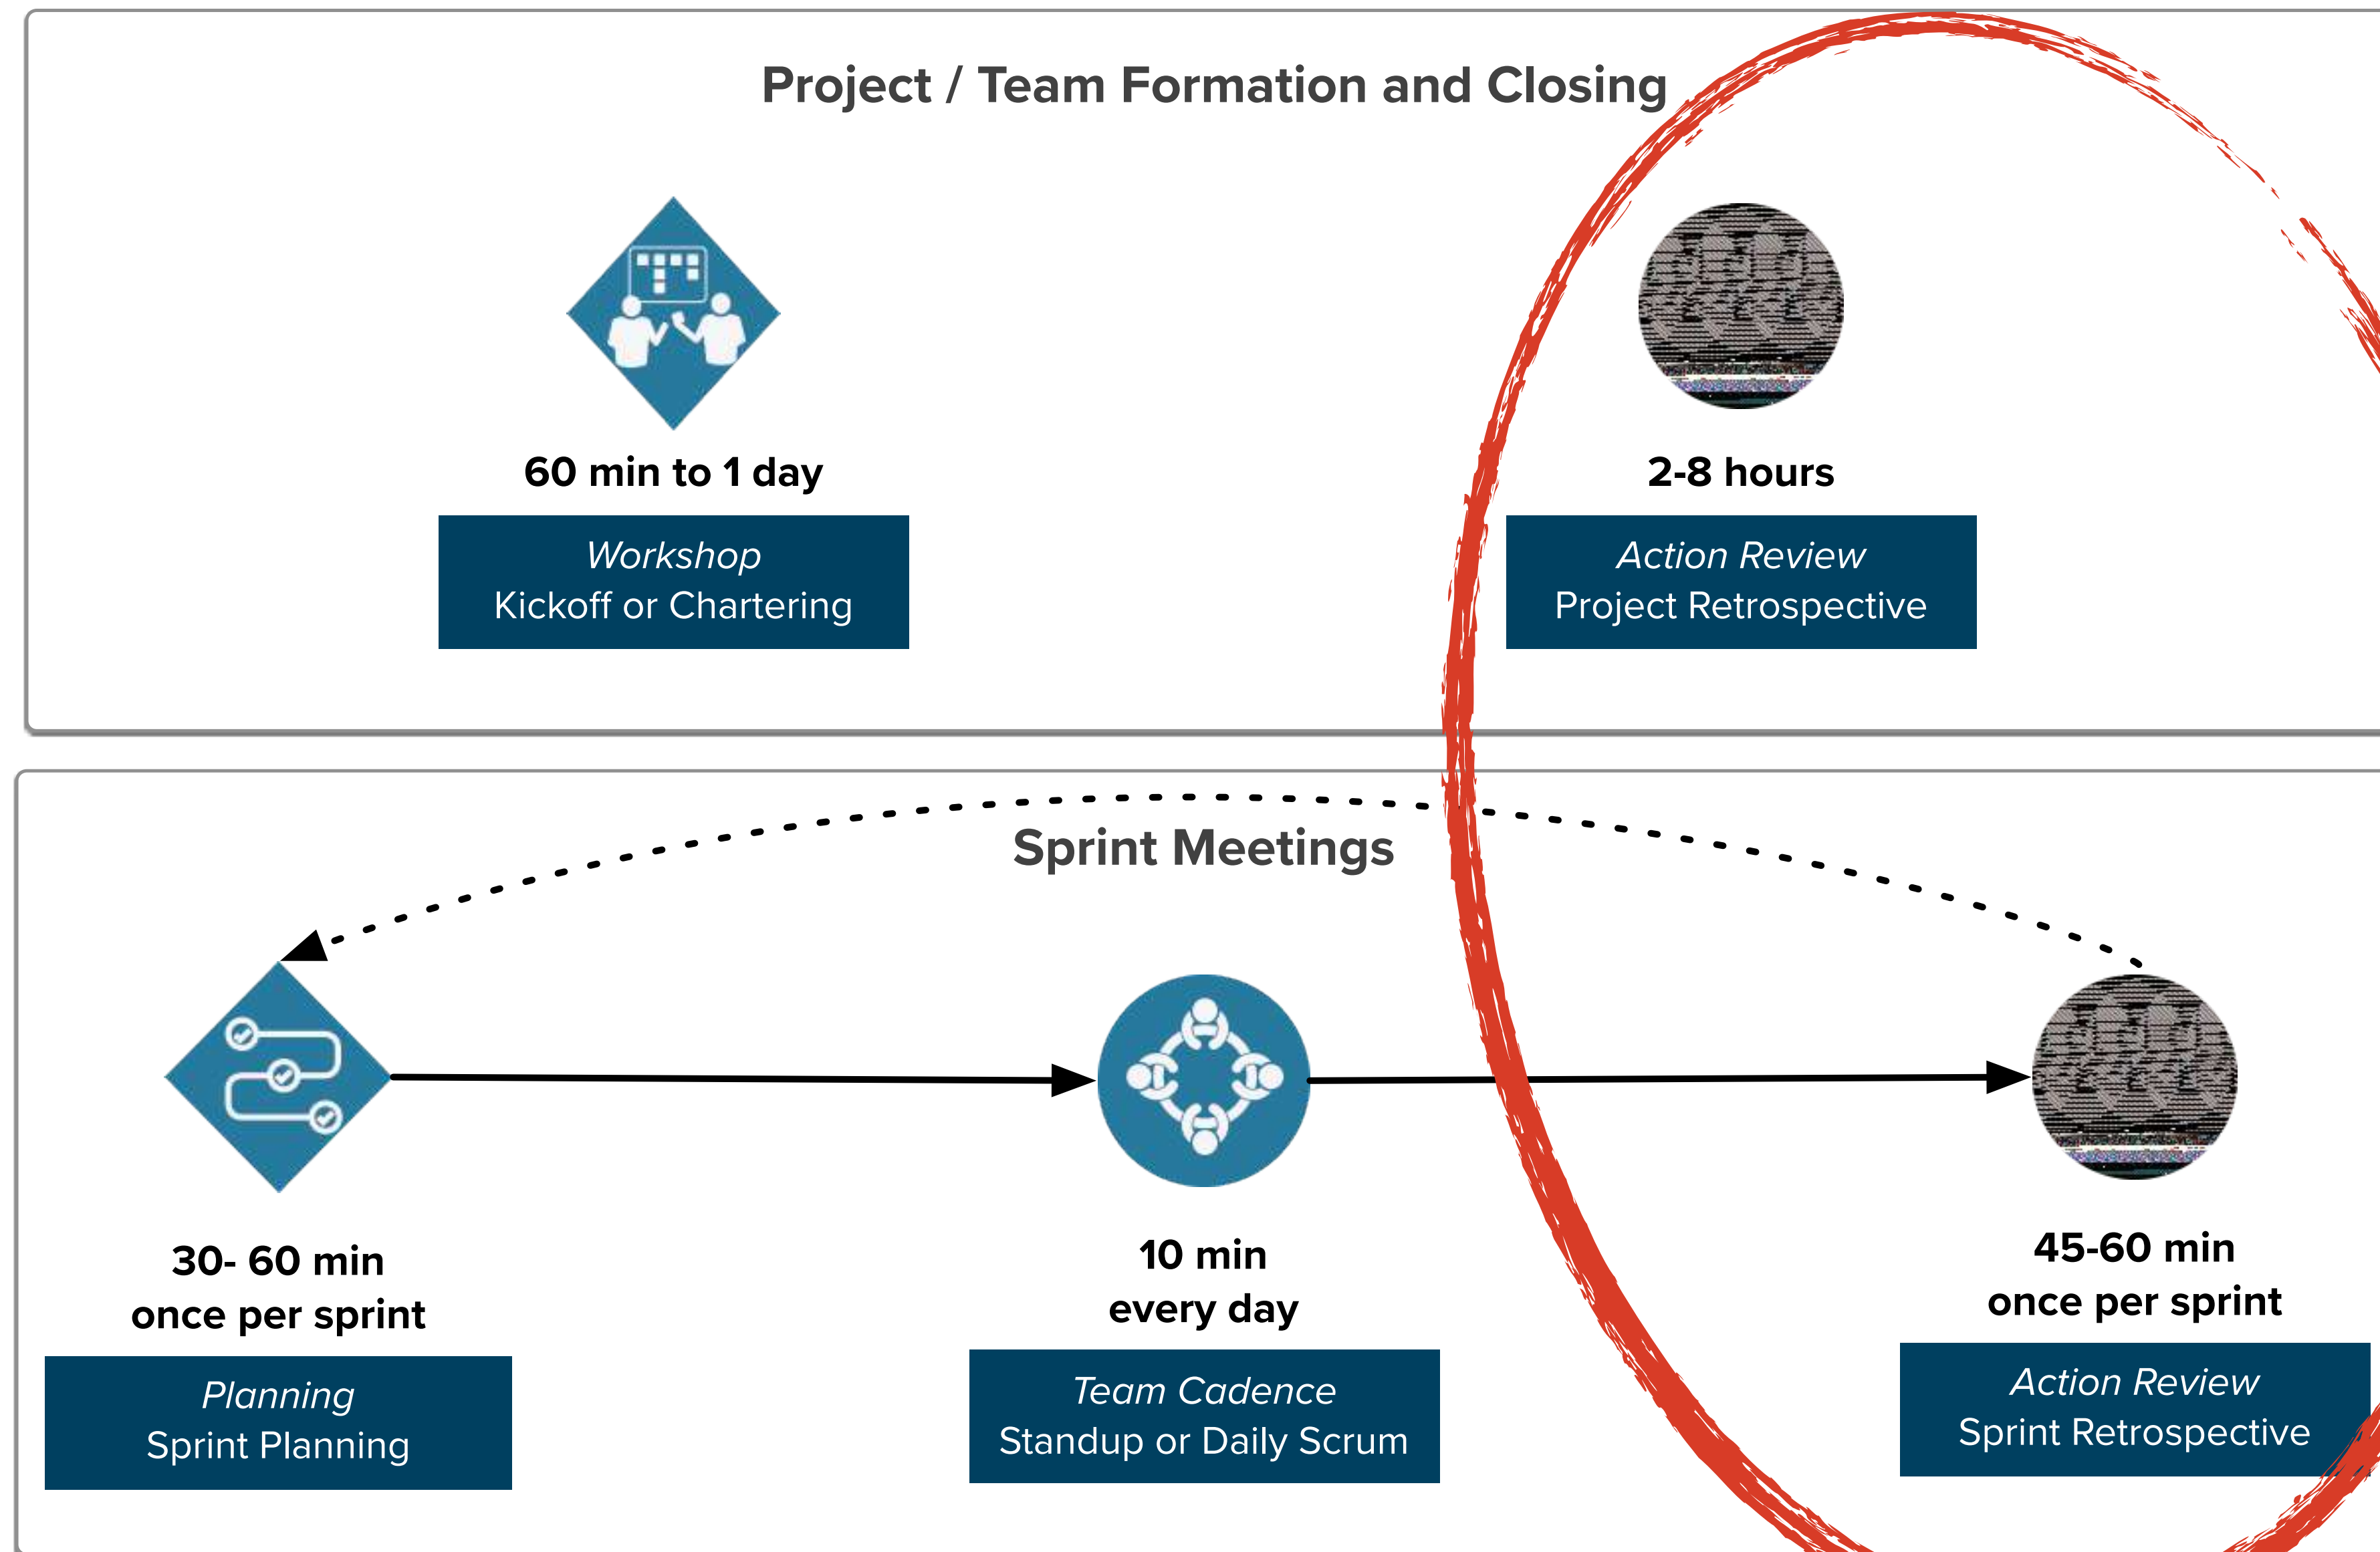 Project / Team Formation and Closing
60 min to 1 day
Workshop
Kickoff or Chartering
2-8 hours
Action Review
Project Retrospective
Sprint Meetings
30- 60 min
once per sprint
Planning
Sprint Planning
10 min
every day
Team Cadence
Standup or Daily Scrum
45-60 min
once per sprint
Action Review
Sprint Retrospective